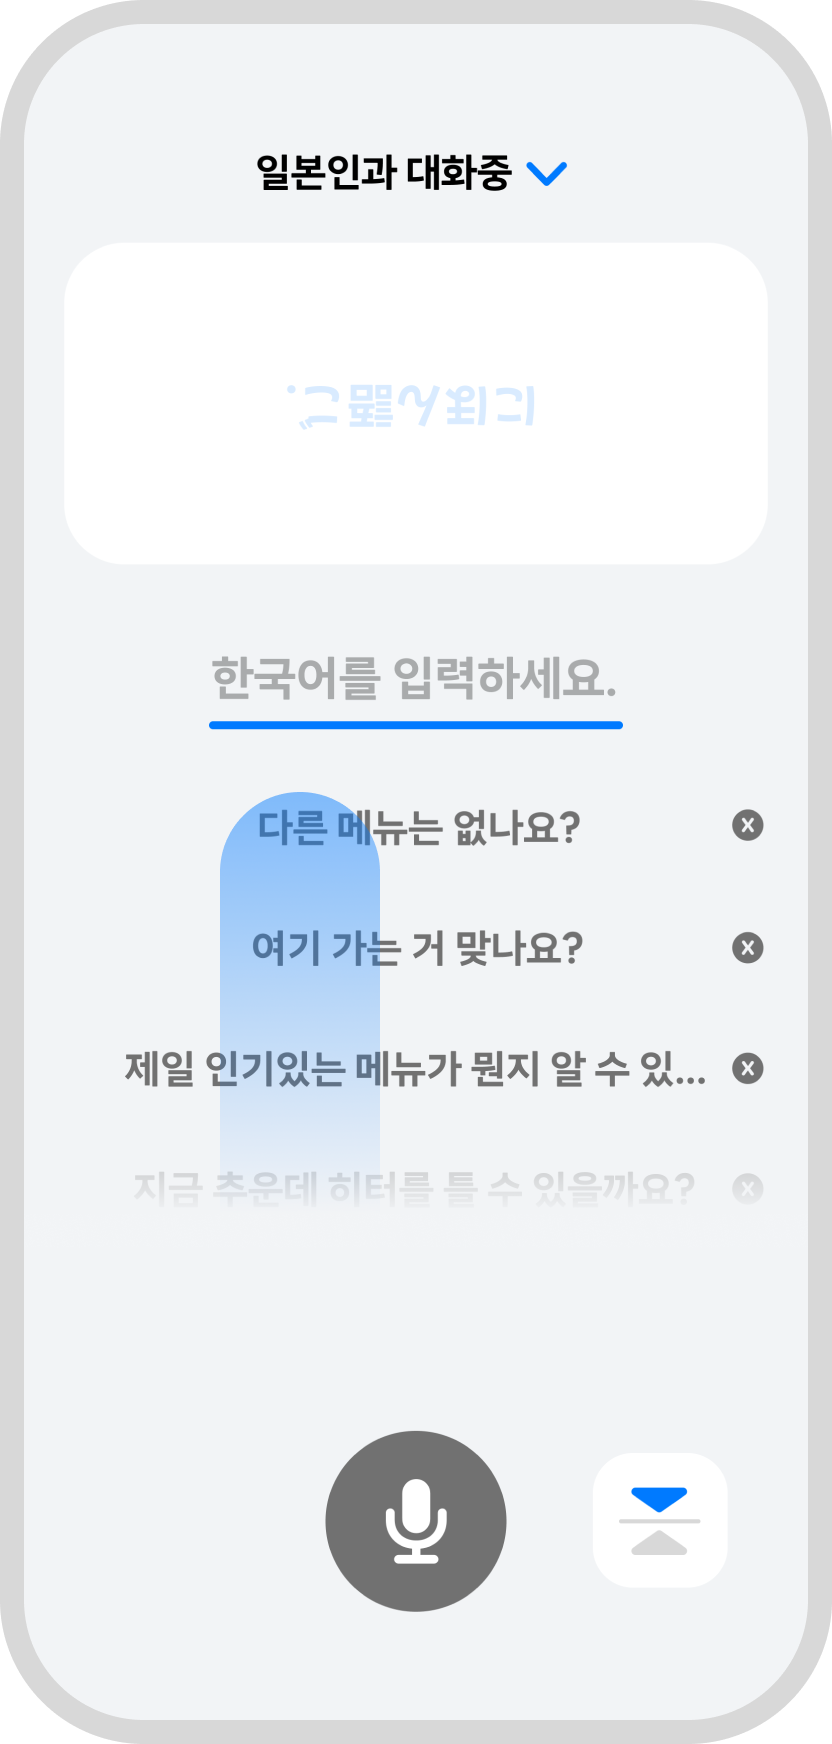 일본인과 대화중
한국어를 입력하세요.
다른 메뉴는 없나요?
여기 가는 거 맞나요?
제일 인기있는 메뉴가 뭔지 알 수 있...
지금 추운데 히터를 틀 수 있을까요?